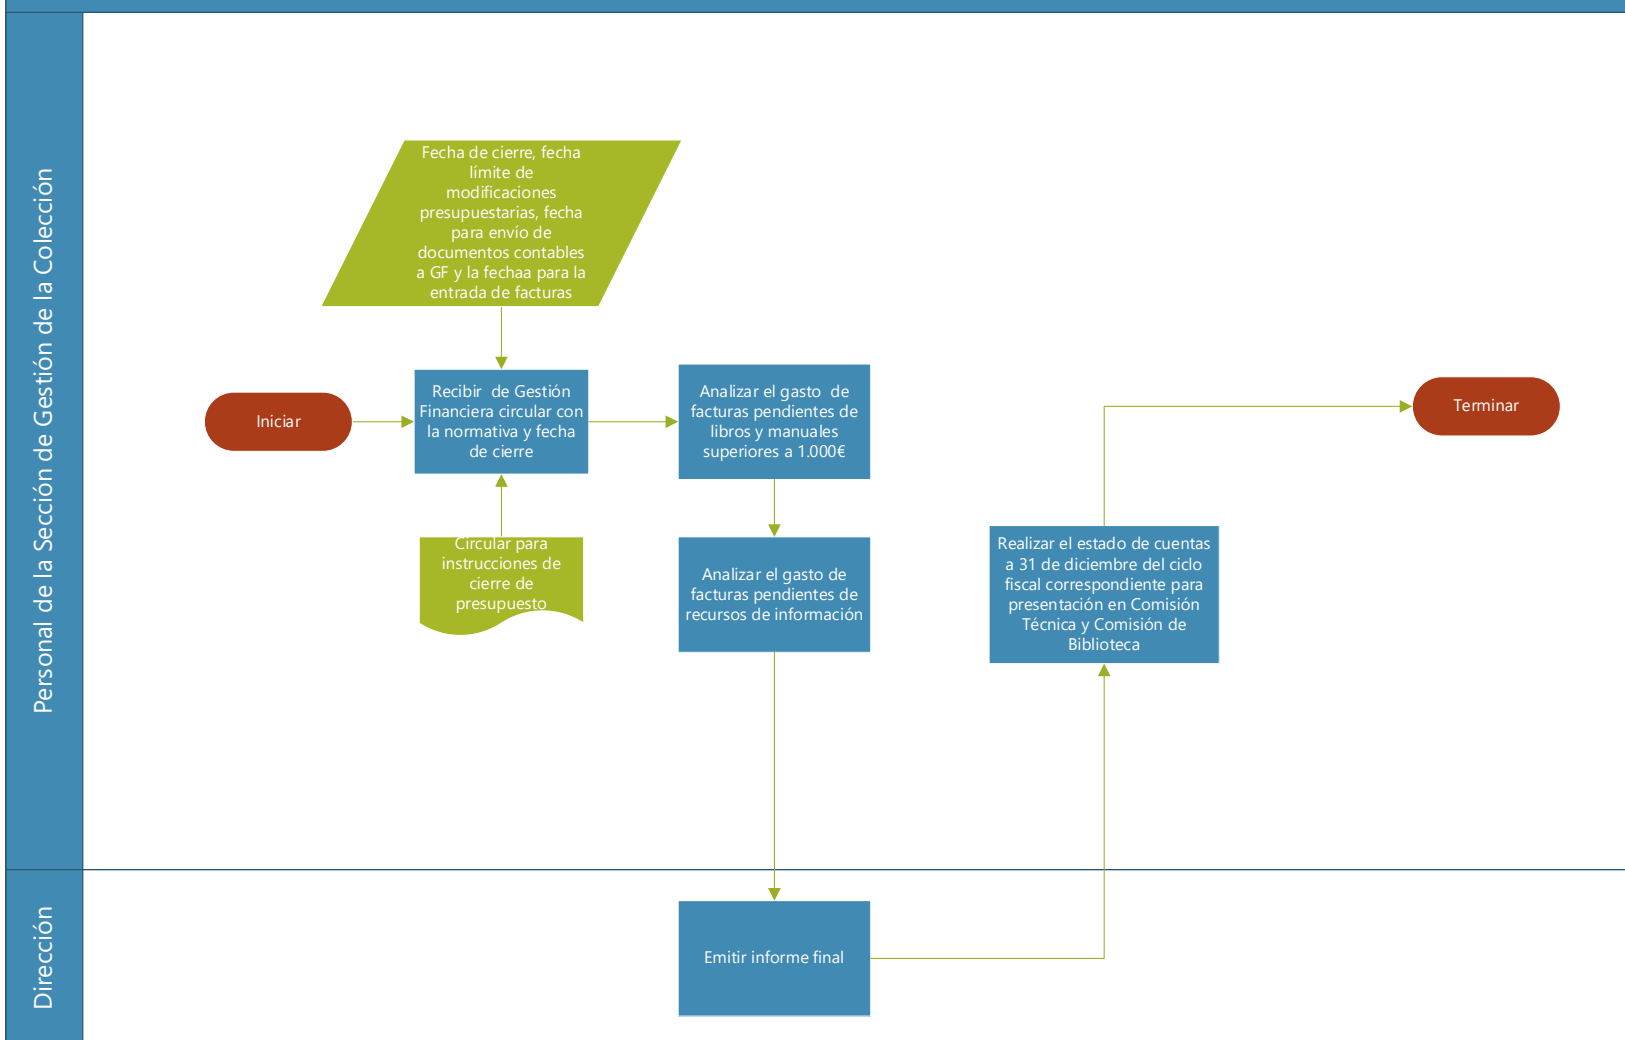 Personal de la Sección de Gestión de la Colección
Fecha de cierre, fecha
límite de
modificaciones
presupuestarias, fecha
para envío de
documentos contables
a GF y la fechaa para la
entrada de facturas
Iniciar
Recibir  de Gestión
Financiera circular con
la normativa y fecha
de cierre
Circular para
instrucciones de
cierre de
presupuesto
Analizar el gasto  de
facturas pendientes de
libros y manuales
superiores a 1.000€
Analizar el gasto de
facturas pendientes de
recursos de información
Realizar el estado de cuentas
a 31 de diciembre del ciclo
fiscal correspondiente para
presentación en Comisión
Técnica y Comisión de
Biblioteca
Terminar
Dirección
Emitir informe final